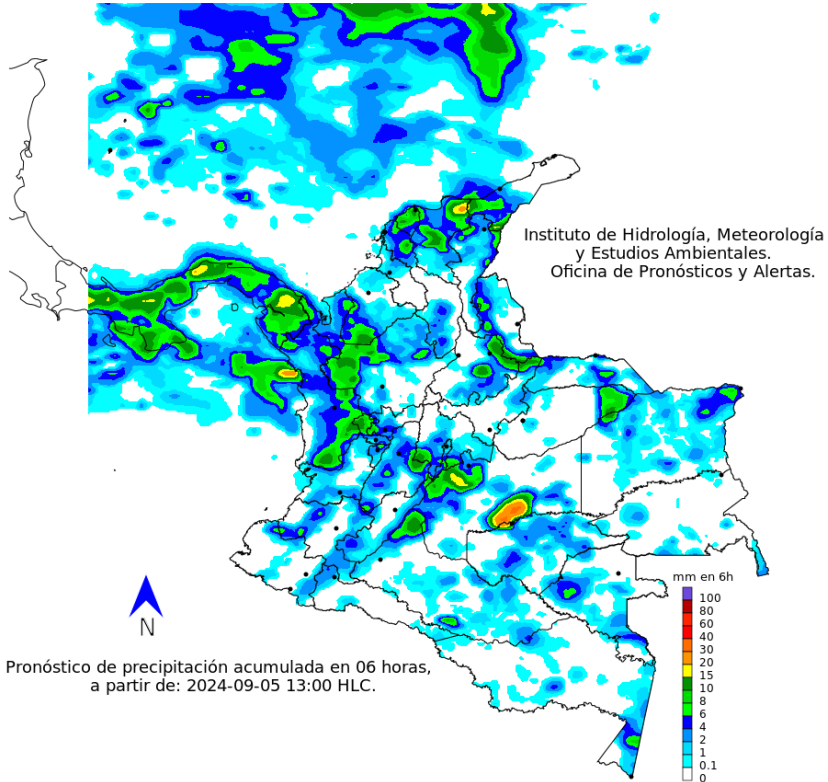 Instituto de Hidrología, Meteorología
y Estudios Ambientales.
Oficina de Pronósticos y Alertas.
mm en 6h
100
80
60
40
30
20
15
10
8
6
4
2
1
0.1
0
N
Pronóstico de precipitación acumulada en 06 horas,
a partir de: 2024-09-05 13:00 HLC.